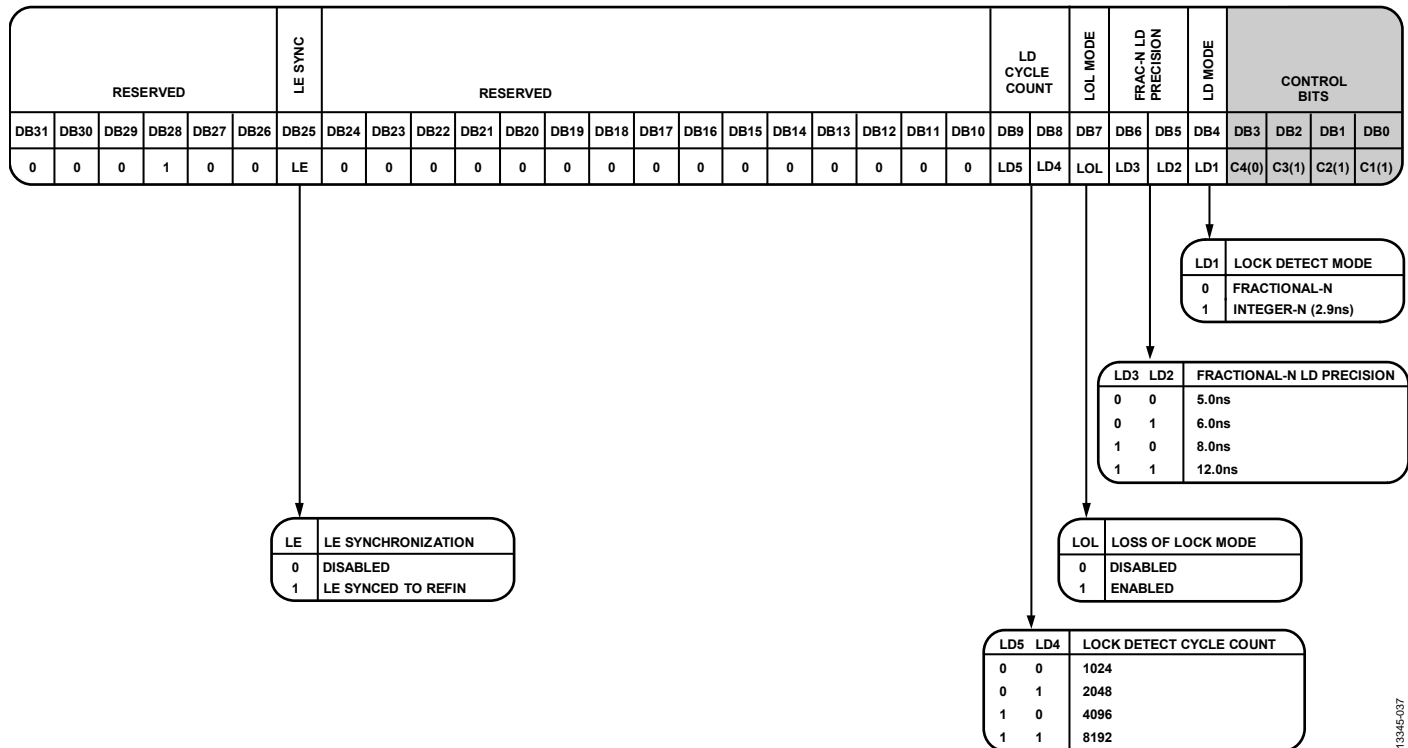 RESERVED
LE SYNC
RESERVED
LD
CYCLE
COUNT
LOL MODE
FRAC-N LD
PRECISION
LD MODE
CONTROL
BITS
DB31 DB30 DB29 DB28 DB27 DB26 DB25 DB24 DB23 DB22 DB21 DB20 DB19 DB18 DB17 DB16 DB15 DB14 DB13 DB12 DB11 DB10 DB9 DB8 DB7 DB6 DB5 DB4 DB3 DB2 DB1 DB0
0 0 0 1 0 0 LE 0 0 0 0 0 0 0 0 0 0 0 0 0 0 0 LD5 LD4 LOL LD3 LD2 LD1 C4(0) C3(1) C2(1) C1(1)
LD1 LOCK DETECT MODE
0 FRACTIONAL-N
1 INTEGER-N (2.9ns)
LD3 LD2 FRACTIONAL-N LD PRECISION
0 0 5.0ns
0 1 6.0ns
1 0 8.0ns
1 1 12.0ns
LE LE SYNCHRONIZATION
0 DISABLED
1 LE SYNCED TO REFIN
LOL LOSS OF LOCK MODE
0 DISABLED
1 ENABLED
LD5 LD4 LOCK DETECT CYCLE COUNT
0 0 1024
0 1 2048
1 0 4096
1 1 8192
13345-037